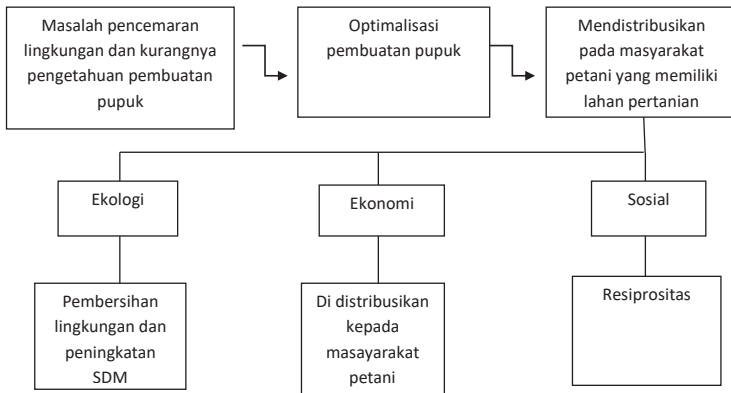 Masalah pencemaran
lingkungan dan kurangnya
pengetahuan pembuatan
pupuk
Optimalisasi
pembuatan pupuk
Mendistribusikan
pada masyarakat
petani yang memiliki
lahan pertanian
Ekologi
Ekonomi
Sosial
Pembersihan
lingkungan dan
peningkatan
SDM
Di distribusikan
kepada
masayarakat
petani
Resiprositas